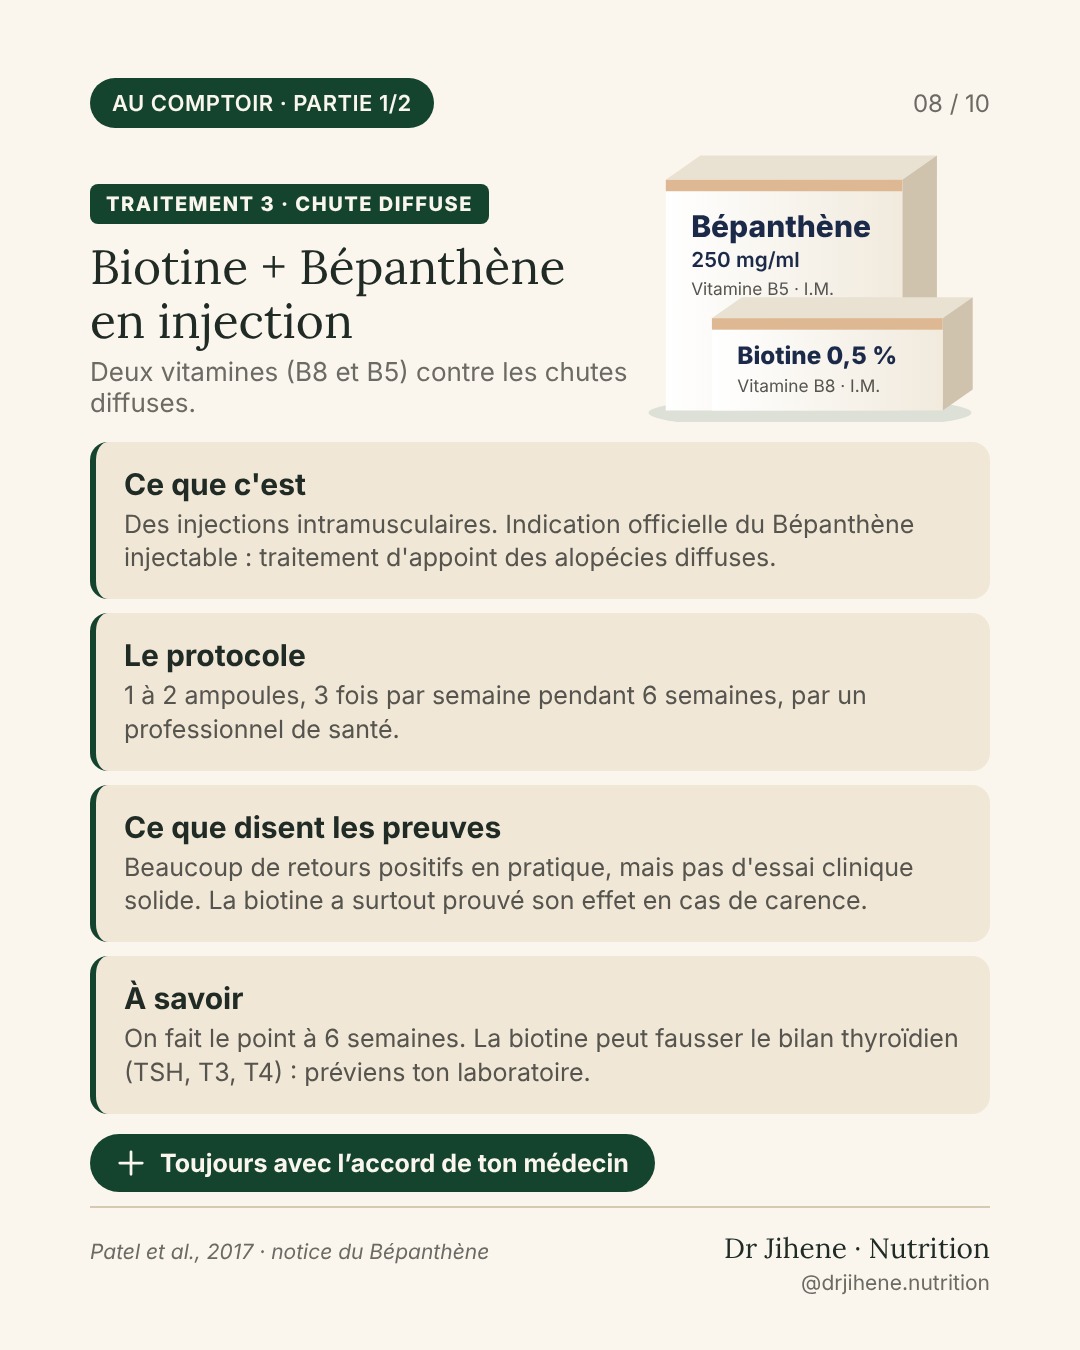 AU COMPTOIR · PARTIE 1/2
08 / 10
TRAITEMENT 3 · CHUTE DIFFUSE
Biotine + Bépanthène
en injection
Deux vitamines (B8 et B5) contre les chutes
diffuses.
Bépanthène
250 mg/ml
Vitamine B5 · I.M.
Biotine 0,5 %
Vitamine B8 · I.M.
Ce que c'est
Des injections intramusculaires. Indication officielle du Bépanthène
injectable : traitement d'appoint des alopécies diffuses.
Le protocole
1 à 2 ampoules, 3 fois par semaine pendant 6 semaines, par un
professionnel de santé.
Ce que disent les preuves
Beaucoup de retours positifs en pratique, mais pas d'essai clinique
solide. La biotine a surtout prouvé son effet en cas de carence.
À savoir
On fait le point à 6 semaines. La biotine peut fausser le bilan thyroïdien
(TSH, T3, T4) : préviens ton laboratoire.
Toujours avec l’accord de ton médecin
Patel et al., 2017 · notice du Bépanthène
Dr Jihene · Nutrition
@drjihene.nutrition